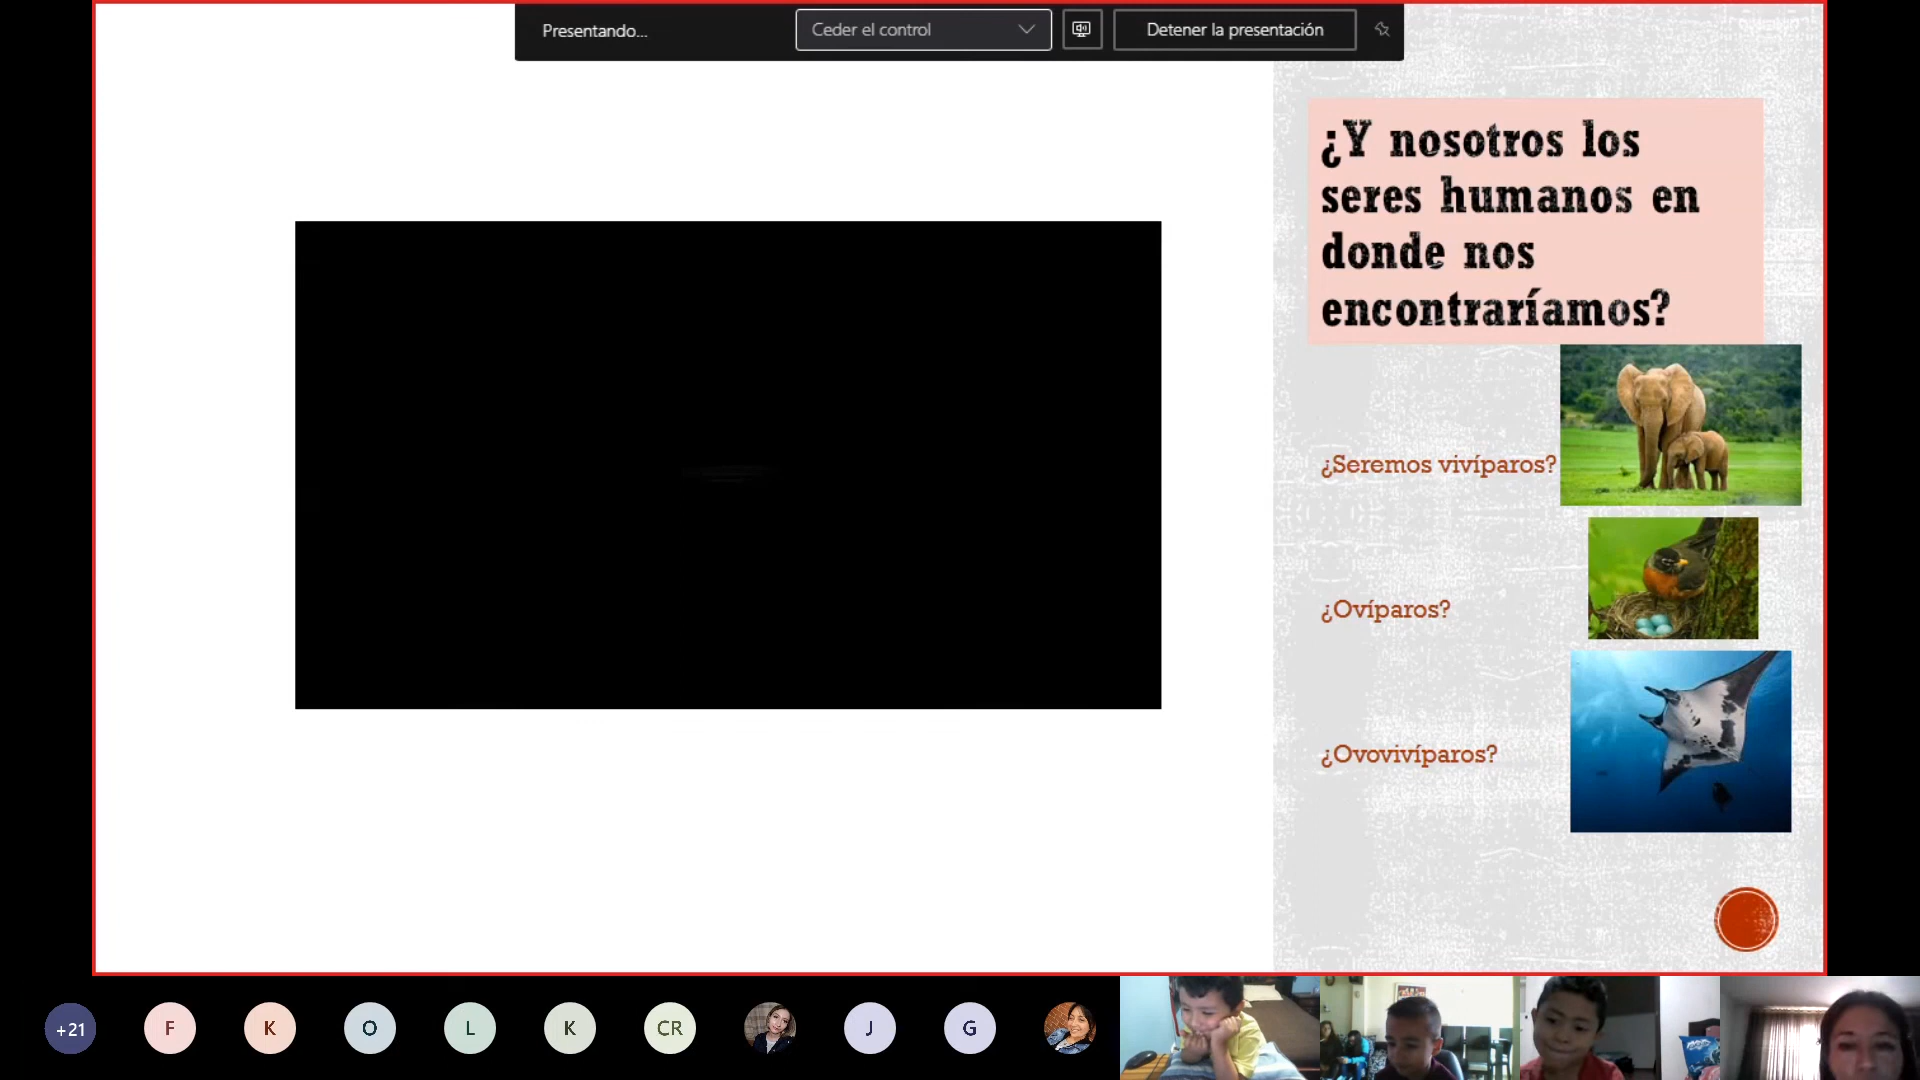 Presentando...
Ceder el control
Detener la presentación
¿Y nosotros los
seres humanos en
donde nos
encontraríamos?
¿Seremos vivíparos?
¿Ovíparos?
¿Ovovivíparos?
+21
F
K
O
L
K
CR
J
G